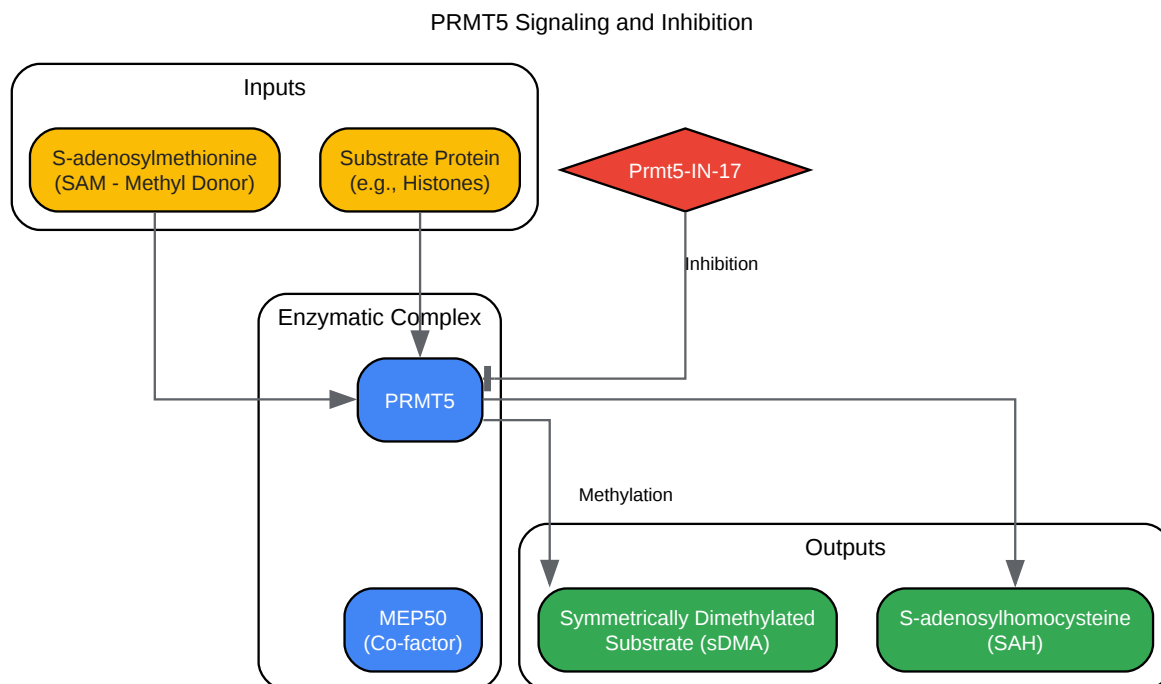 PRMT5 Signaling and Inhibition
Inputs
S-adenosylmethionine
(SAM - Methyl Donor)
Substrate Protein
(e.g., Histones)
Prmt5-IN-17
Inhibition
Enzymatic Complex
PRMT5
Methylation
Outputs
MEP50
(Co-factor)
Symmetrically Dimethylated
Substrate (sDMA)
S-adenosylhomocysteine
(SAH)